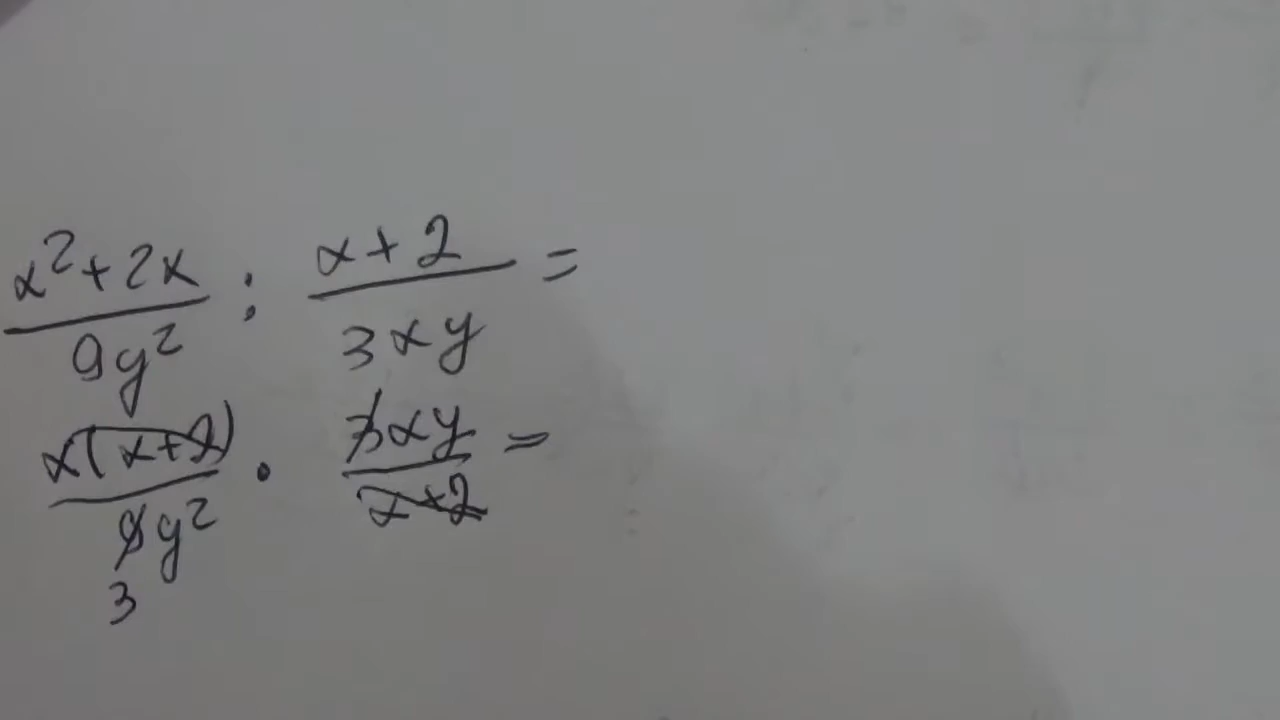 x²+2x / 9y² : x+2 / 3xy =
x(x+2) / 9y² · 3xy / x+2 =
3